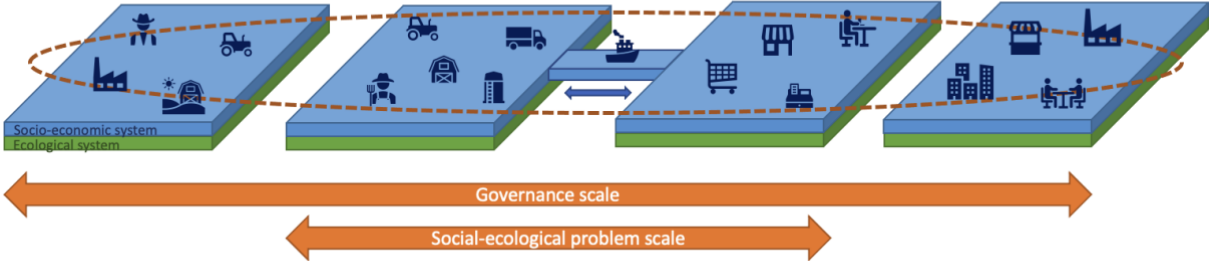 Socio-economic system
Ecological system
Governance scale
Social-ecological problem scale